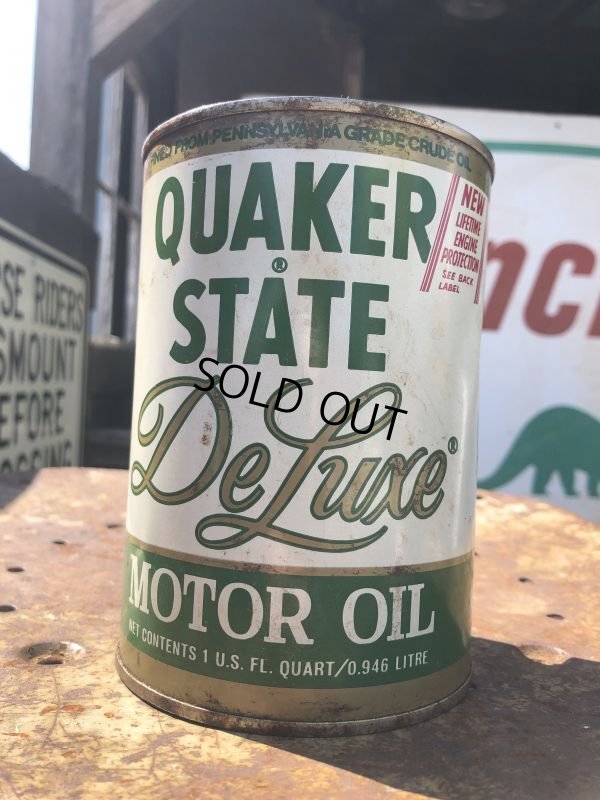 FROM PENNSYLVANIA GRADE CRUDE OIL
QUAKER
STATE
®
DeLuxe®
MOTOR OIL
NET CONTENTS 1 U.S. FL. QUART/0.946 LITRE
NEW
LIFETIME
ENGINE
PROTECTION
SEE BACK
LABEL
SOLD OUT
SE RIDERS
SMOUNT
EFORE
nc